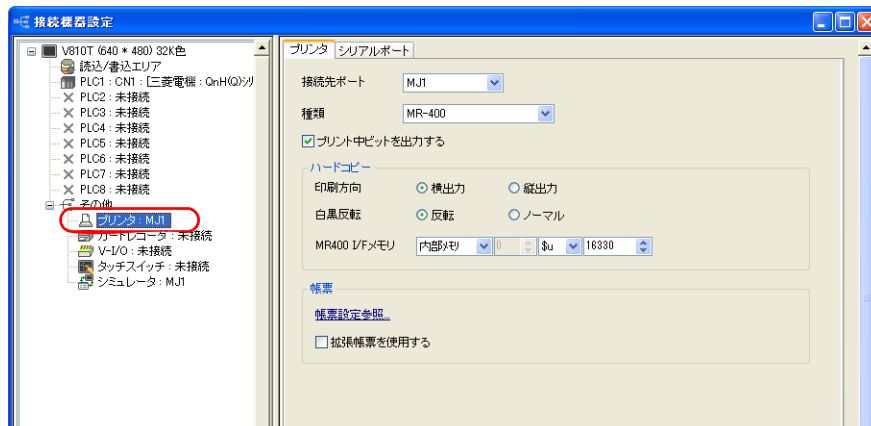 接続機器設定
V810T (640 * 480) 32K色
読込/書込エリア
PLC1 : CN1 : [三菱電機 : QnH(Q)シリ
PLC2 : 未接続
PLC3 : 未接続
PLC4 : 未接続
PLC5 : 未接続
PLC6 : 未接続
PLC7 : 未接続
PLC8 : 未接続
その他
プリンタ : MJ1
カードレコーダ : 未接続
V-I/O : 未接続
タッチスイッチ : 未接続
シミュレータ : MJ1
プリンタ シリアルポート
接続先ポート MJ1
種類 MR-400
プリント中ビットを出力する
ハードコピー
印刷方向 横出力 縦出力
白黒反転 反転 ノーマル
MR400 I/Fメモリ 内部メモリ 0 $u 16330
帳票
帳票設定参照...
拡張帳票を使用する